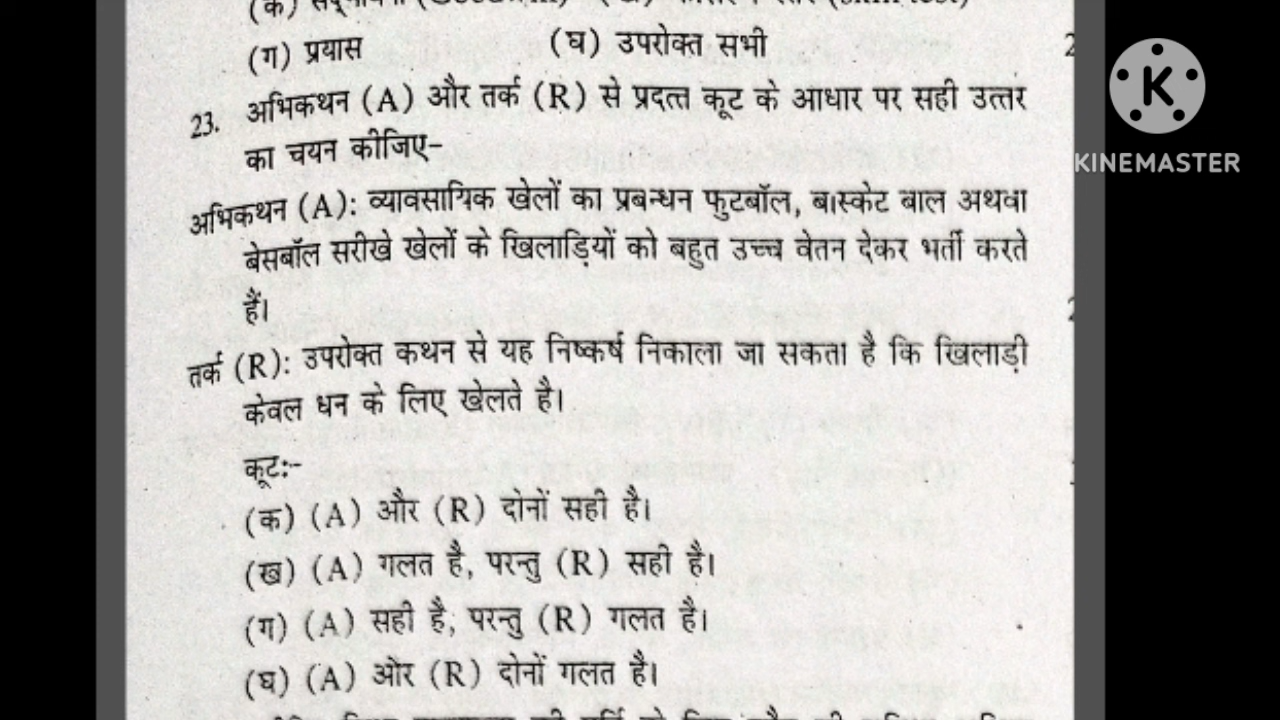 (ग) प्रयास (घ) उपरोक्त सभी
23. अभिकथन (A) और तर्क (R) से प्रदत्त कूट के आधार पर सही उत्तर
का चयन कीजिए-
अभिकथन (A): व्यावसायिक खेलों का प्रबन्धन फुटबॉल, बास्केट बाल अथवा
बेसबॉल सरीखे खेलों के खिलाड़ियों को बहुत उच्च वेतन देकर भर्ती करते
हैं।
तर्क (R): उपरोक्त कथन से यह निष्कर्ष निकाला जा सकता है कि खिलाड़ी
केवल धन के लिए खेलते है।
कूट:-
(क) (A) और (R) दोनों सही है।
(ख) (A) गलत है, परन्तु (R) सही है।
(ग) (A) सही है, परन्तु (R) गलत है।
(घ) (A) और (R) दोनों गलत है।
K
KINEMASTER